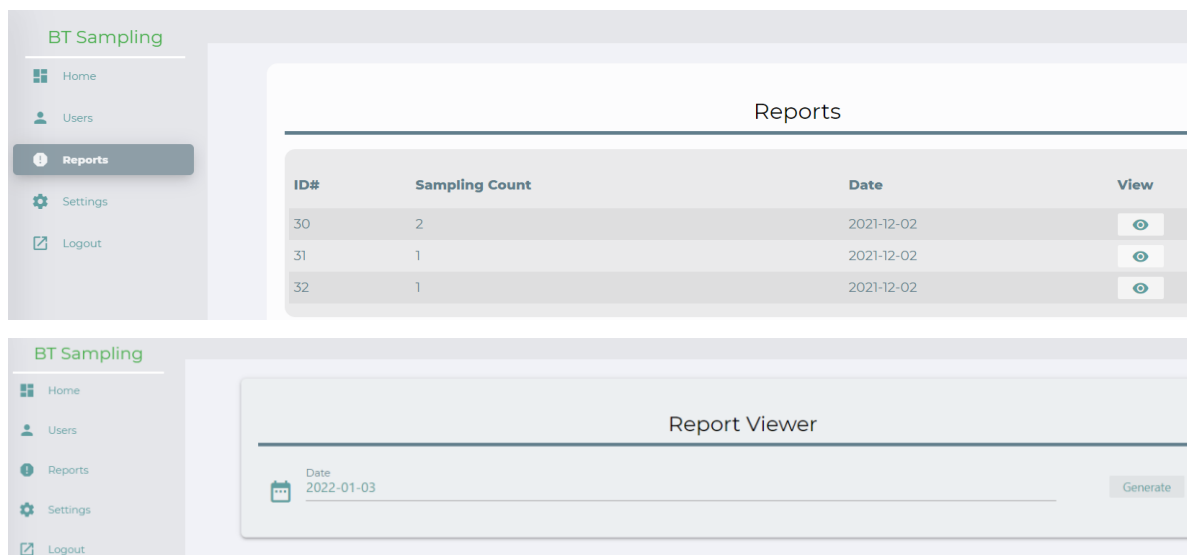 BT Sampling
Home
Users
Reports
Settings
Logout
Reports
ID# Sampling Count Date View
30 2 2021-12-02
31 1 2021-12-02
32 1 2021-12-02
BT Sampling
Home
Users
Reports
Settings
Logout
Report Viewer
Date
2022-01-03
Generate